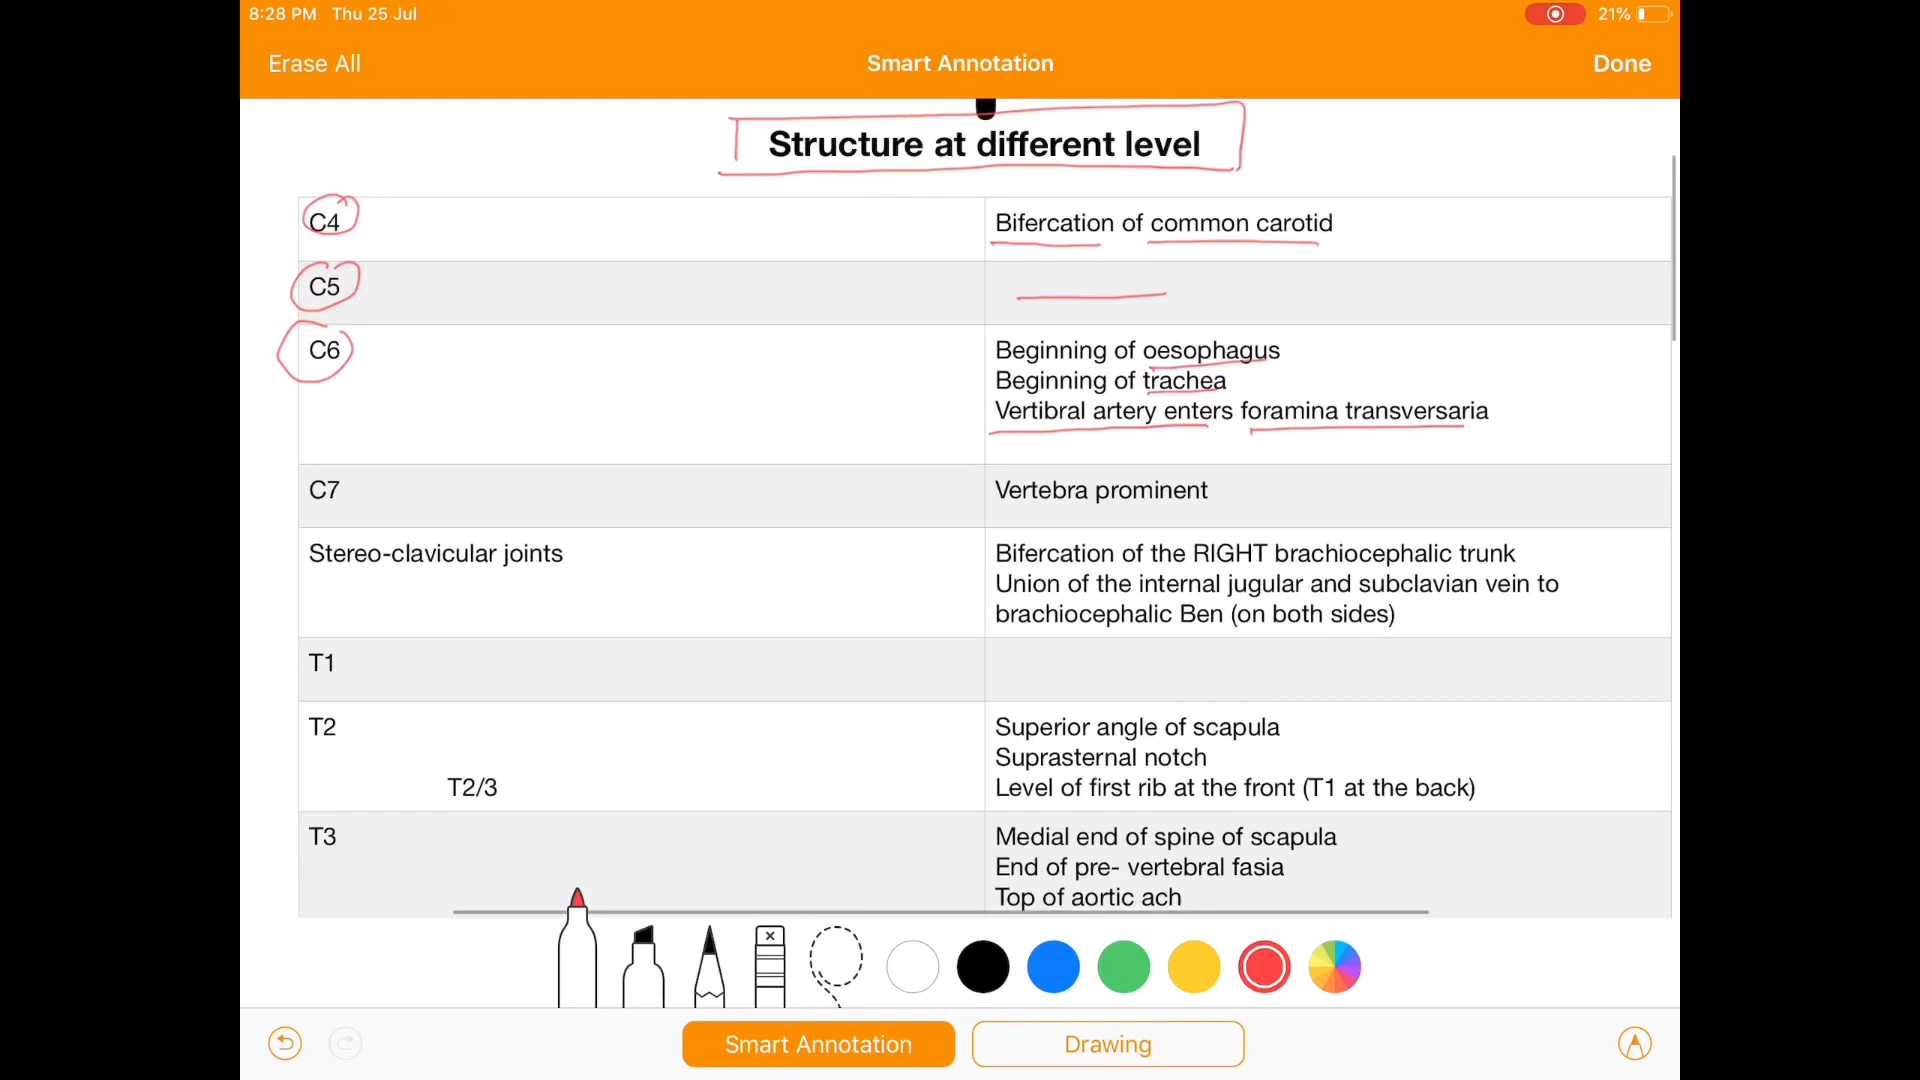 8:28 PM Thu 25 Jul
21%
Erase All
Smart Annotation
Done
Structure at different level
C4
Bifercation of common carotid
C5
C6
Beginning of oesophagus
Beginning of trachea
Vertibral artery enters foramina transversaria
C7
Vertebra prominent
Stereo-clavicular joints
Bifercation of the RIGHT brachiocephalic trunk
Union of the internal jugular and subclavian vein to
brachiocephalic Ben (on both sides)
T1
T2
Superior angle of scapula
Suprasternal notch
T2/3
Level of first rib at the front (T1 at the back)
T3
Medial end of spine of scapula
End of pre- vertebral fasia
Top of aortic ach
Smart Annotation
Drawing